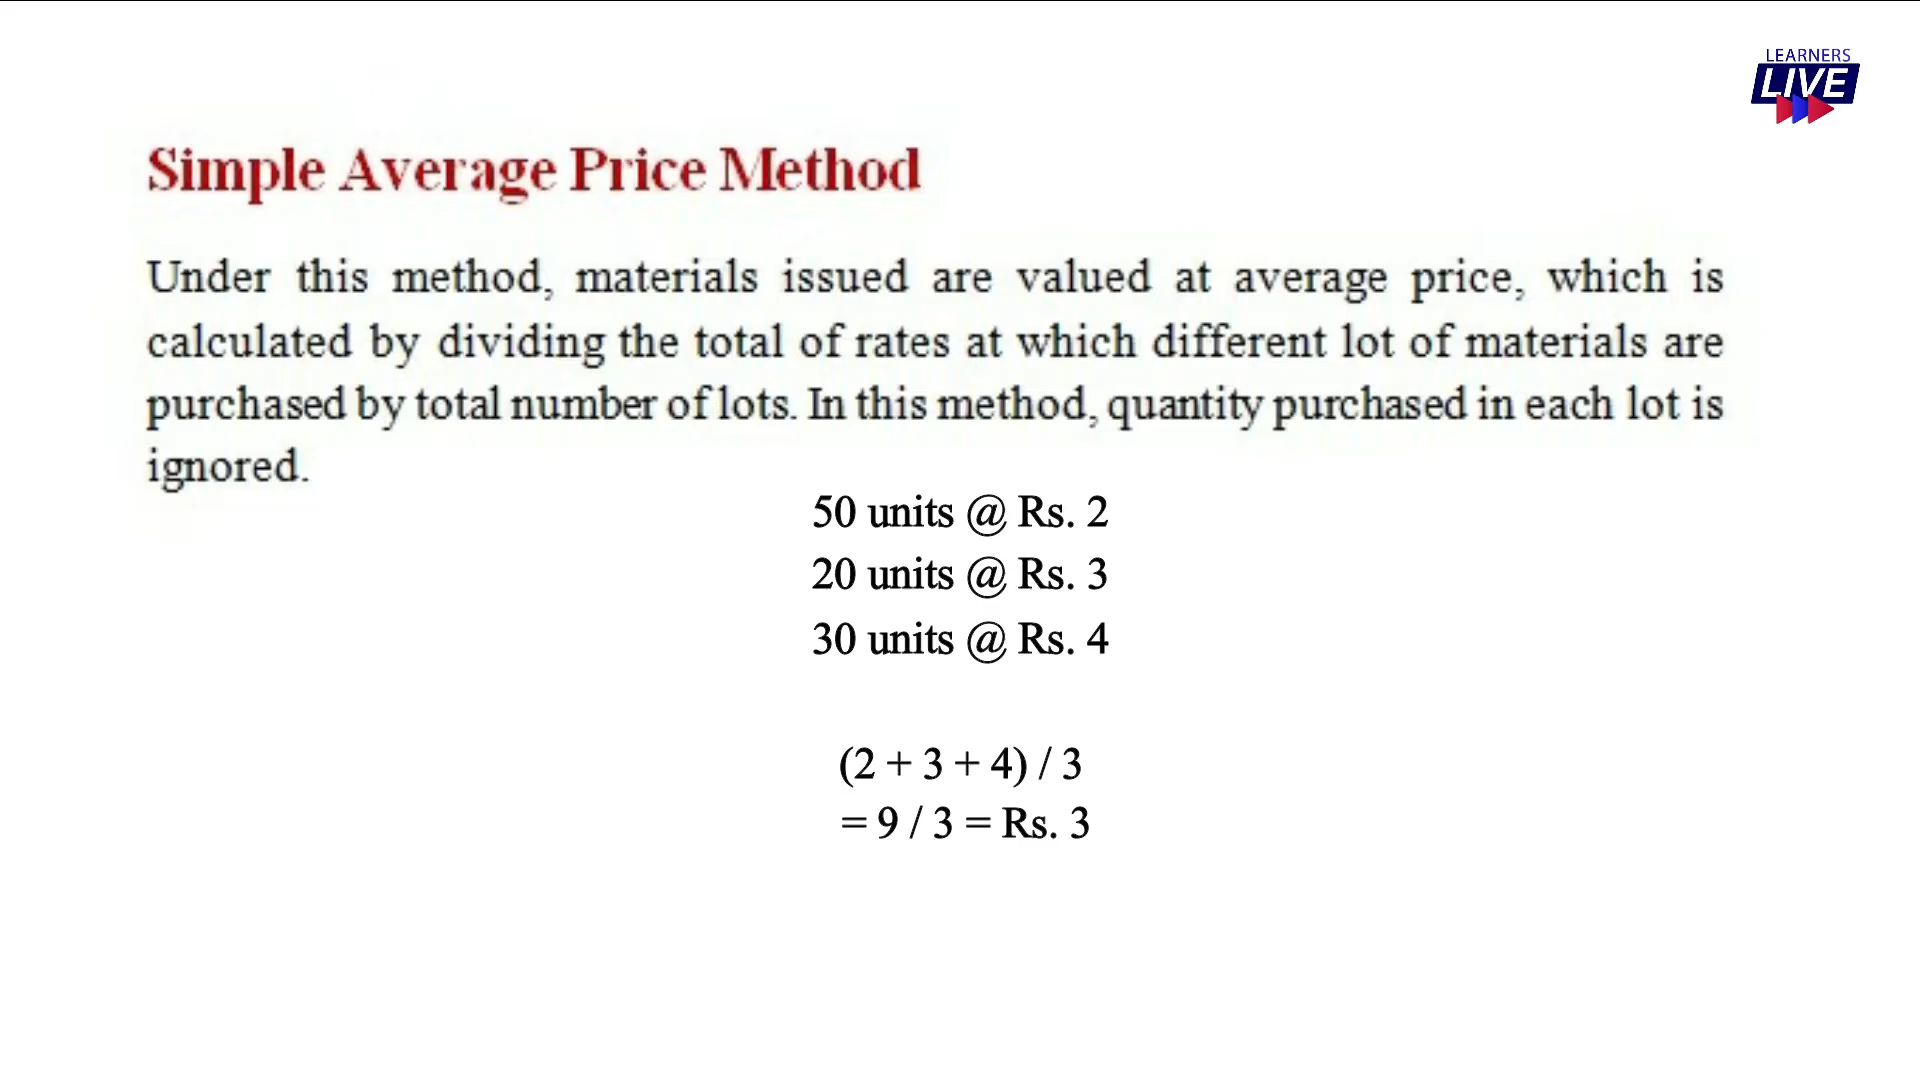 LEARNERS
LIVE
Simple Average Price Method
Under this method, materials issued are valued at average price, which is
calculated by dividing the total of rates at which different lot of materials are
purchased by total number of lots. In this method, quantity purchased in each lot is
ignored.
50 units @ Rs. 2
20 units @ Rs. 3
30 units @ Rs. 4
(2 + 3 + 4) / 3
= 9 / 3 = Rs. 3